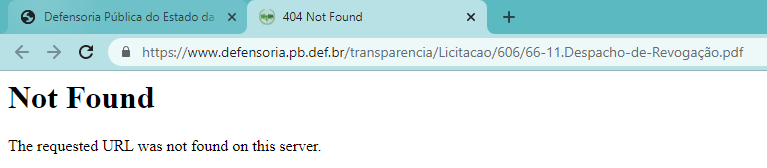 Defensoria Pública do Estado da
404 Not Found
https://www.defensoria.pb.def.br/transparencia/Licitacao/606/66-11.Despacho-de-Revogação.pdf
Not Found
The requested URL was not found on this server.